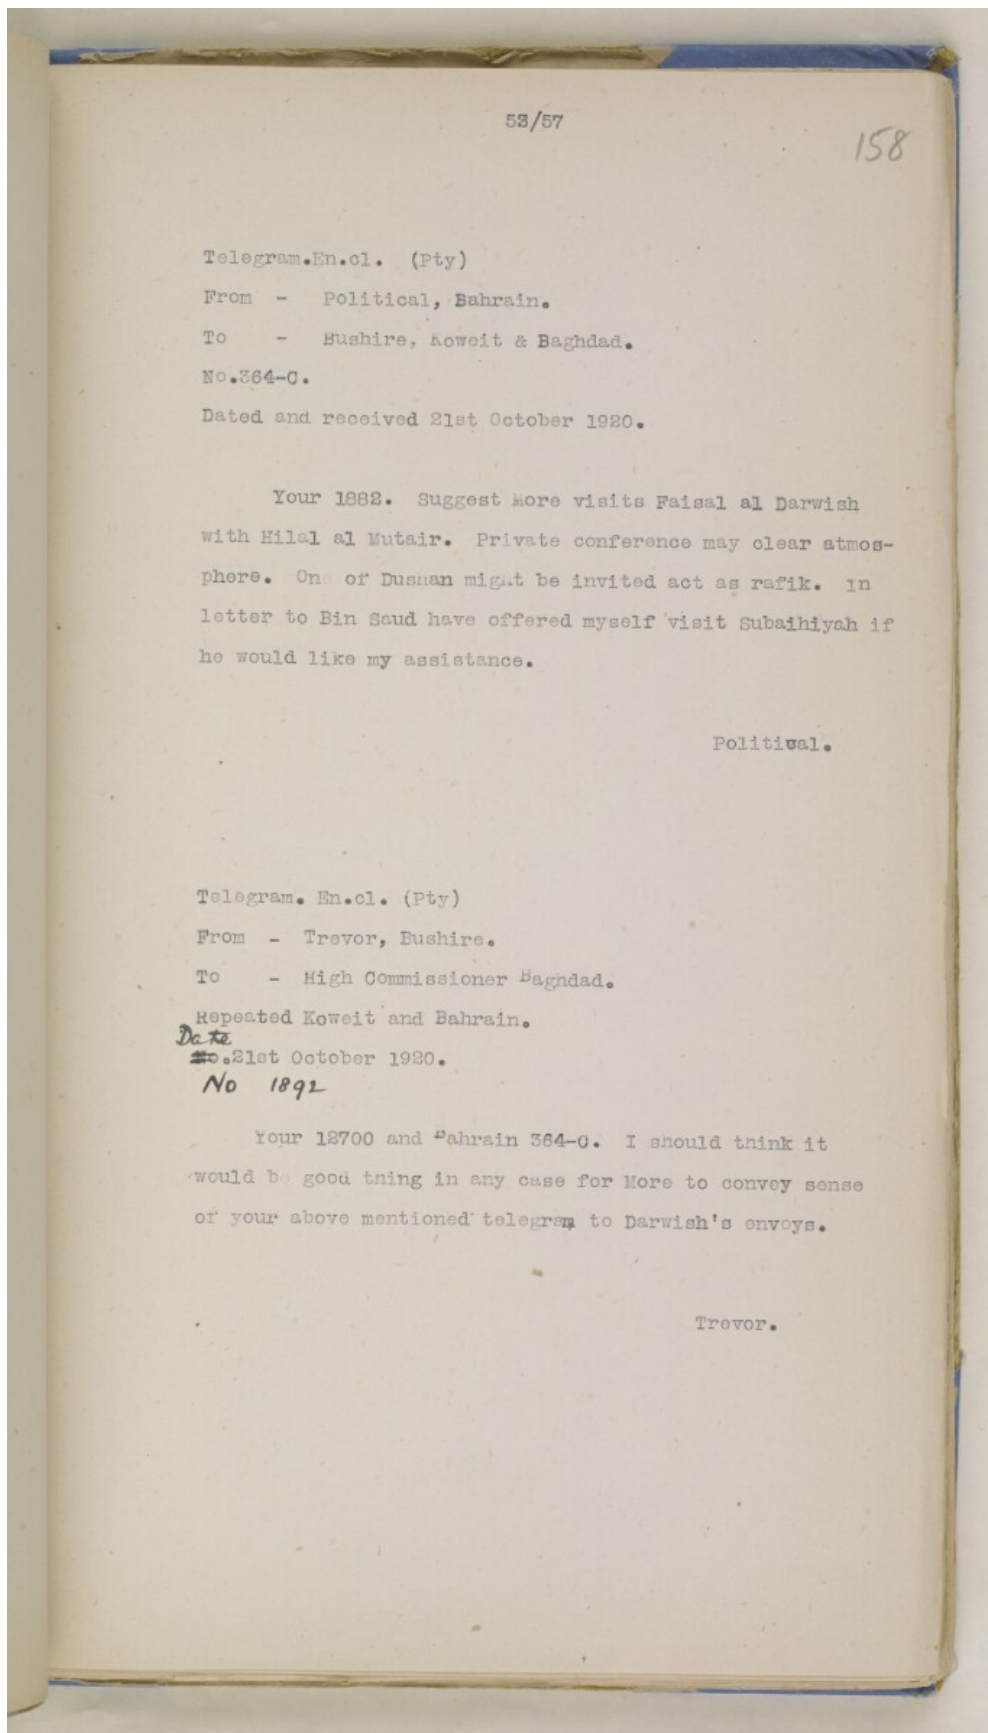 53/57
158
Telegram.En.cl. (Pty)
From - Political, Bahrain.
To - Bushire, Koweit & Baghdad.
No.364-C.
Dated and received 21st October 1920.
Your 1882. Suggest More visits Faisal al Darwish
with Hilal al Mutair. Private conference may clear atmos-
phere. One of Dushan might be invited act as rafik. In
letter to Bin Saud have offered myself visit Subaihiyah if
he would like my assistance.
Political.
Telegram. En.cl. (Pty)
From - Trevor, Bushire.
To - High Commissioner Baghdad.
Repeated Koweit and Bahrain.
Date
No.21st October 1920.
No 1892
Your 12700 and Bahrain 364-C. I should think it
would be good thing in any case for More to convey sense
of your above mentioned telegram to Darwish's envoys.
Trevor.